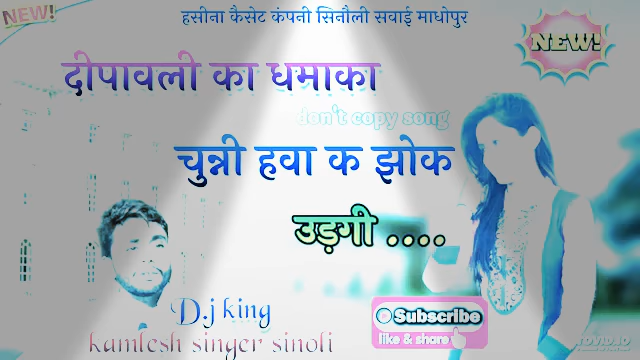 हसीना कैसेट कंपनी सिनौली सवाई माधोपुर
NEW!
NEW!
दीपावली का धमाका
don't copy song
चुन्नी हवा क झोक
उड़गी ....
D.j king
Subscribe
like & share
kamlesh singer sinoli